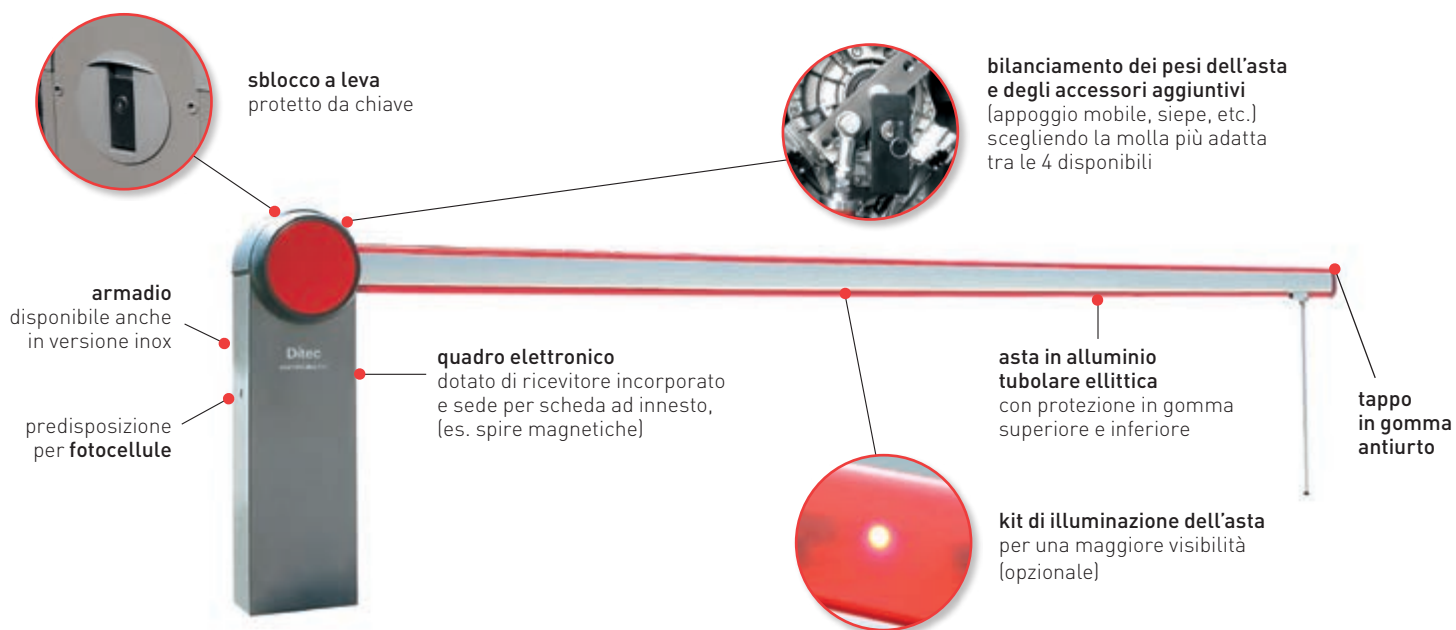 sblocco a leva
protetto da chiave
bilanciamento dei pesi dell'asta
e degli accessori aggiuntivi
(appoggio mobile, siepe, etc.)
scegliendo la molla più adatta
tra le 4 disponibili
armadio
disponibile anche
in versione inox
predisposizione
per fotocellule
Ditec
quadro elettronico
dotato di ricevitore incorporato
e sede per scheda ad innesto,
(es. spire magnetiche)
asta in alluminio
tubolare ellittica
con protezione in gomma
superiore e inferiore
tappo
in gomma
antiurto
kit di illuminazione dell'asta
per una maggiore visibilità
(opzionale)